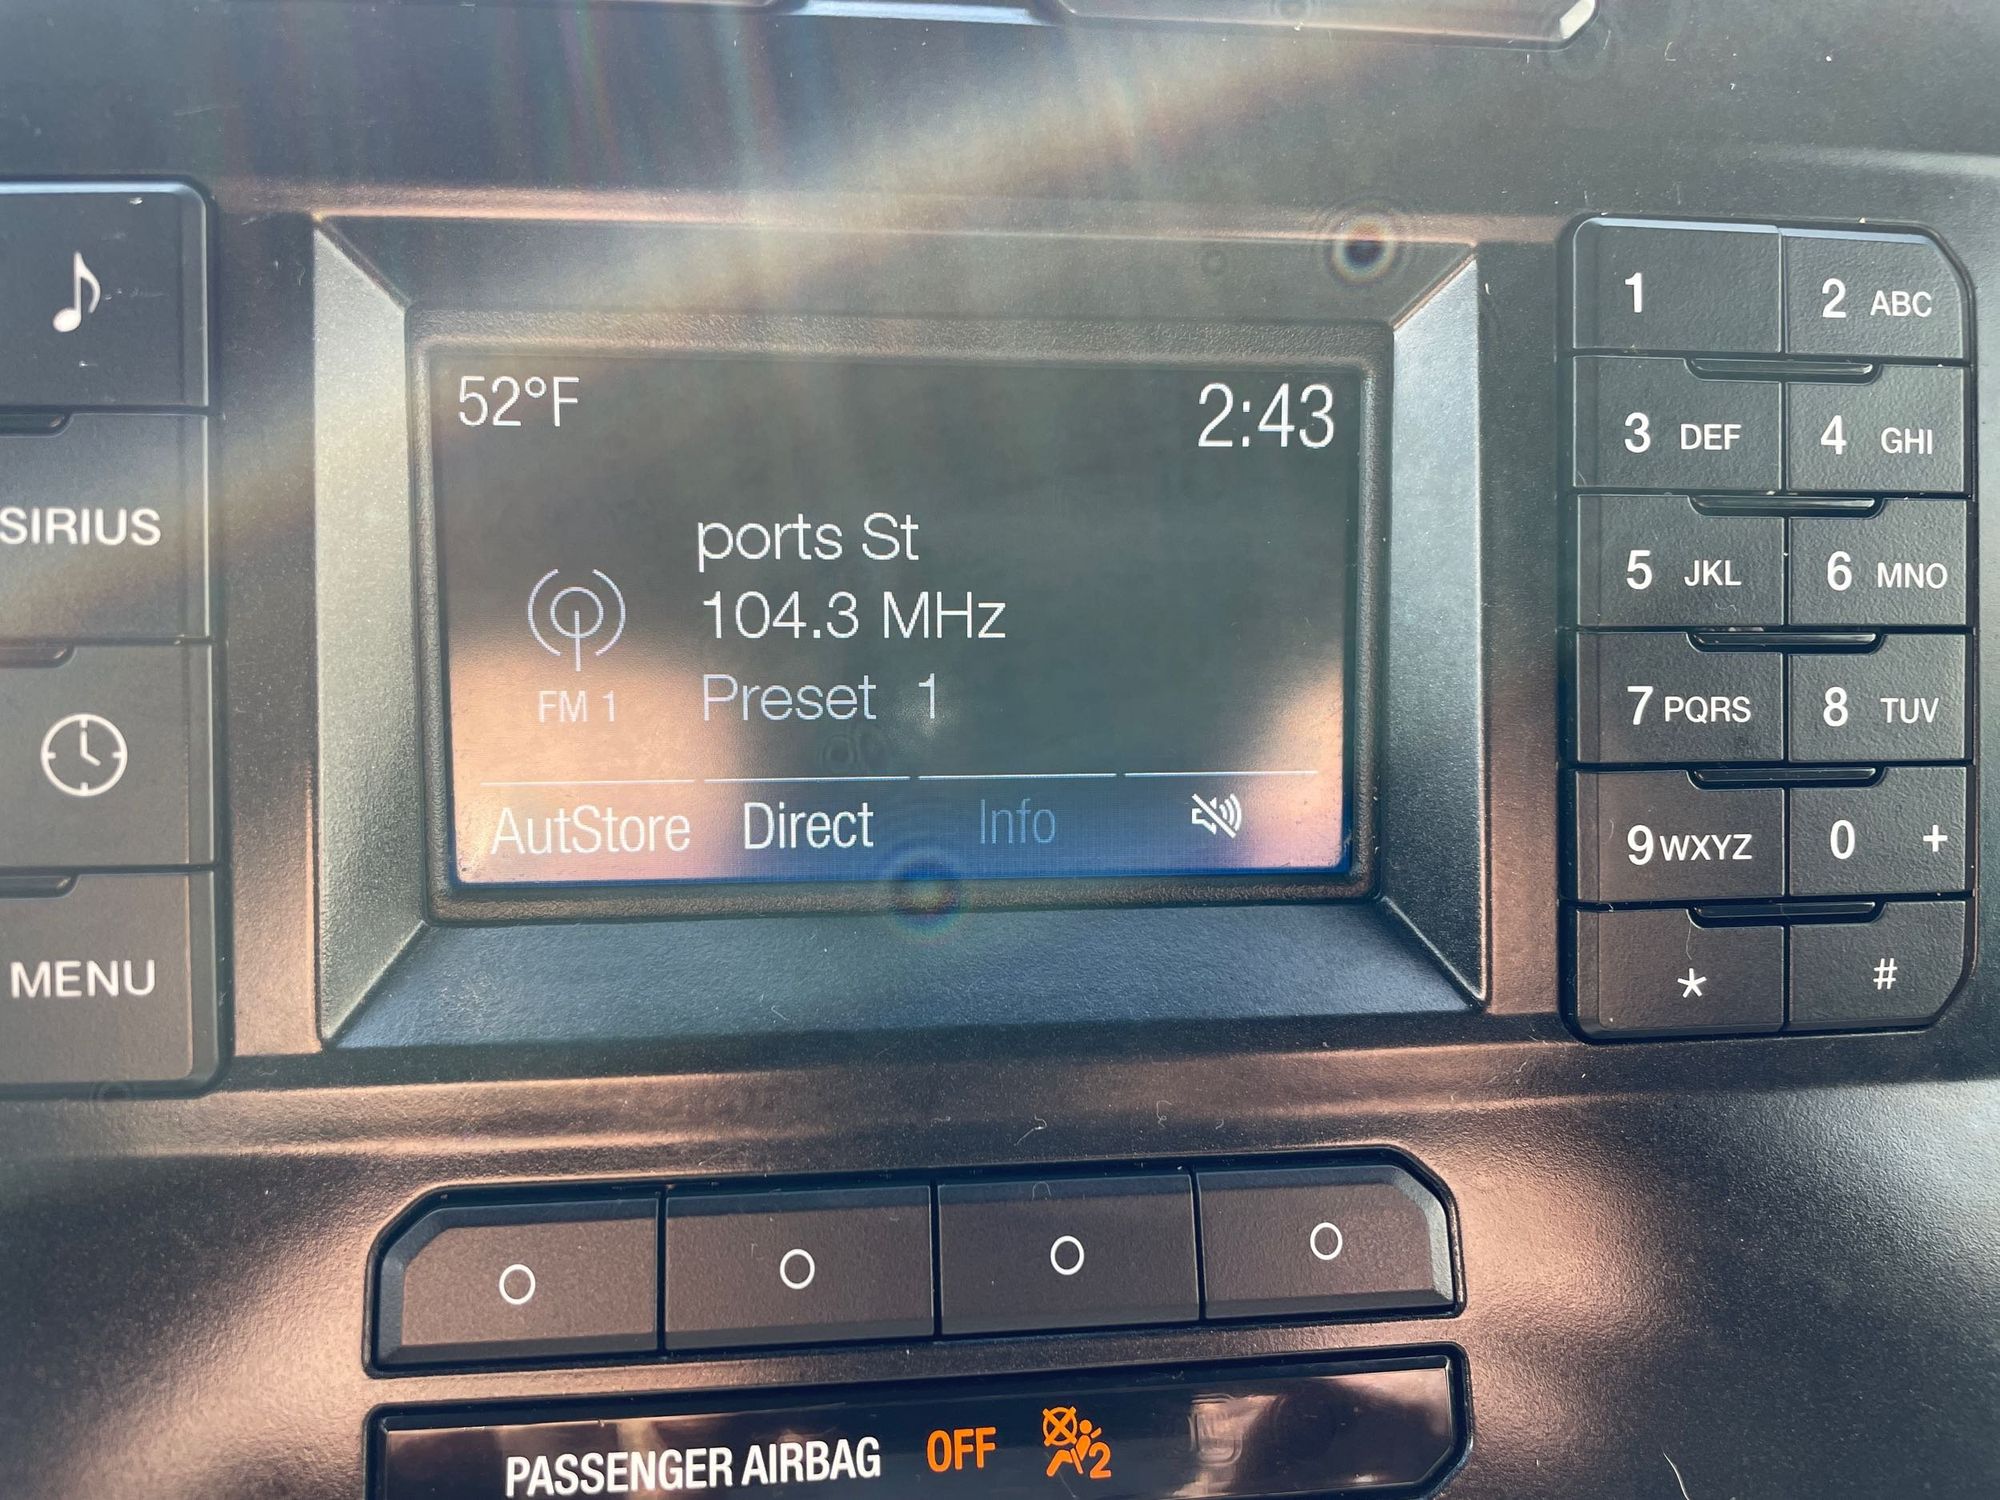 52°F
2:43
ports St
104.3 MHz
FM 1
Preset 1
AutStore Direct Info
SIRIUS
MENU
1
2 ABC
3 DEF
4 GHI
5 JKL
6 MNO
7 PQRS
8 TUV
9 WXYZ
0 +
*
#
PASSENGER AIRBAG OFF 2